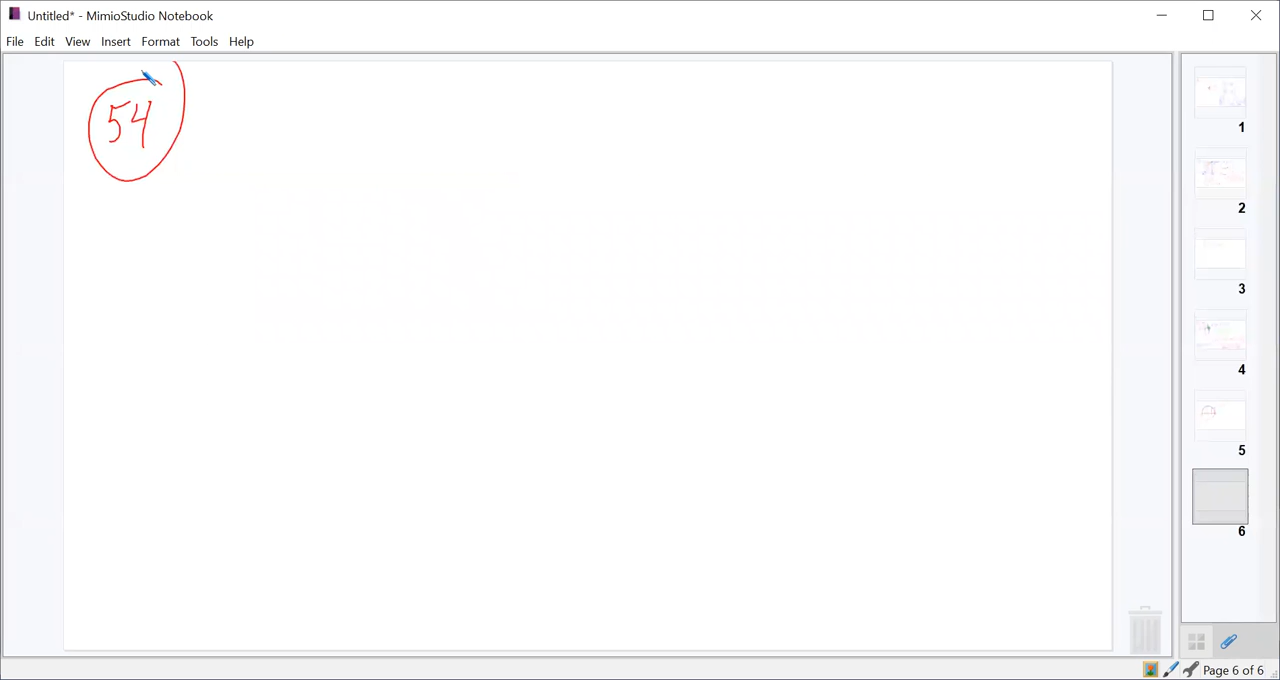 Untitled* - MimioStudio Notebook
File Edit View Insert Format Tools Help
54
1
2
3
4
5
6
Page 6 of 6